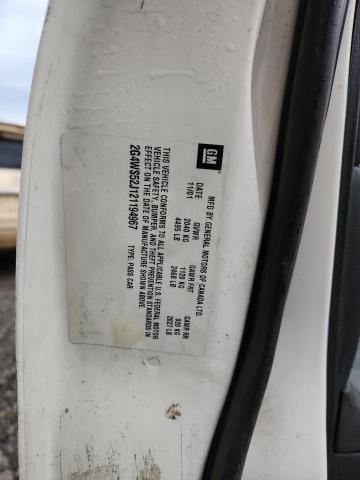 GM
MFD BY GENERAL MOTORS OF CANADA LTD.
DATE GVWR GAWR FRT GAWR RR
11/01 2040 KG 1120 KG 920 KG
4495 LB 2468 LB 2027 LB
THIS VEHICLE CONFORMS TO ALL APPLICABLE U.S. FEDERAL MOTOR
VEHICLE SAFETY, BUMPER, AND THEFT PREVENTION STANDARDS IN
EFFECT ON THE DATE OF MANUFACTURE SHOWN ABOVE.
2G4WS52J121194967 TYPE: PASS CAR